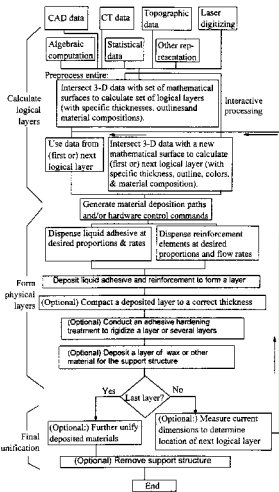 CAD data
CT data
Topographic
data
Laser
digitizing
Algebraic
computation
Statistical
data
Other rep-
resentation
Preprocess entire:
Intersect 3-D data with set of mathematical
surfaces to calculate set of logical layers
(with specific thicknesses, outlinesand
material compositions).
Calculate
logical
layers
Interactive
processing
Use data from
(first or) next
logical layer
Intersect 3-D data with a new
mathematical surface to calculate
(first or) next logical layer (with
specific thickness, outline, colors,
& material composition).
Generate material deposition paths
and/or hardware control commands
Dispense liquid adhesive at
desired proportions & rates
Dispense reinforcement
elements at desired
proportions and flow rates
Deposit liquid adhesive and reinforcement to form a layer
Form
physical
layers
(Optional) Compact a deposited layer to a correct thickness
(Optional) Conduct an adhesive hardening
treatment to rigidize a layer or several layers
(Optional) Deposit a layer of wax or other
material for the support structure
Yes
No
Last layer?
(Optional:) Further unify
deposited materials
(Optional:) Measure current
dimensions to determine
location of next logical layer
Final
unification
(Optional) Remove support structure
End